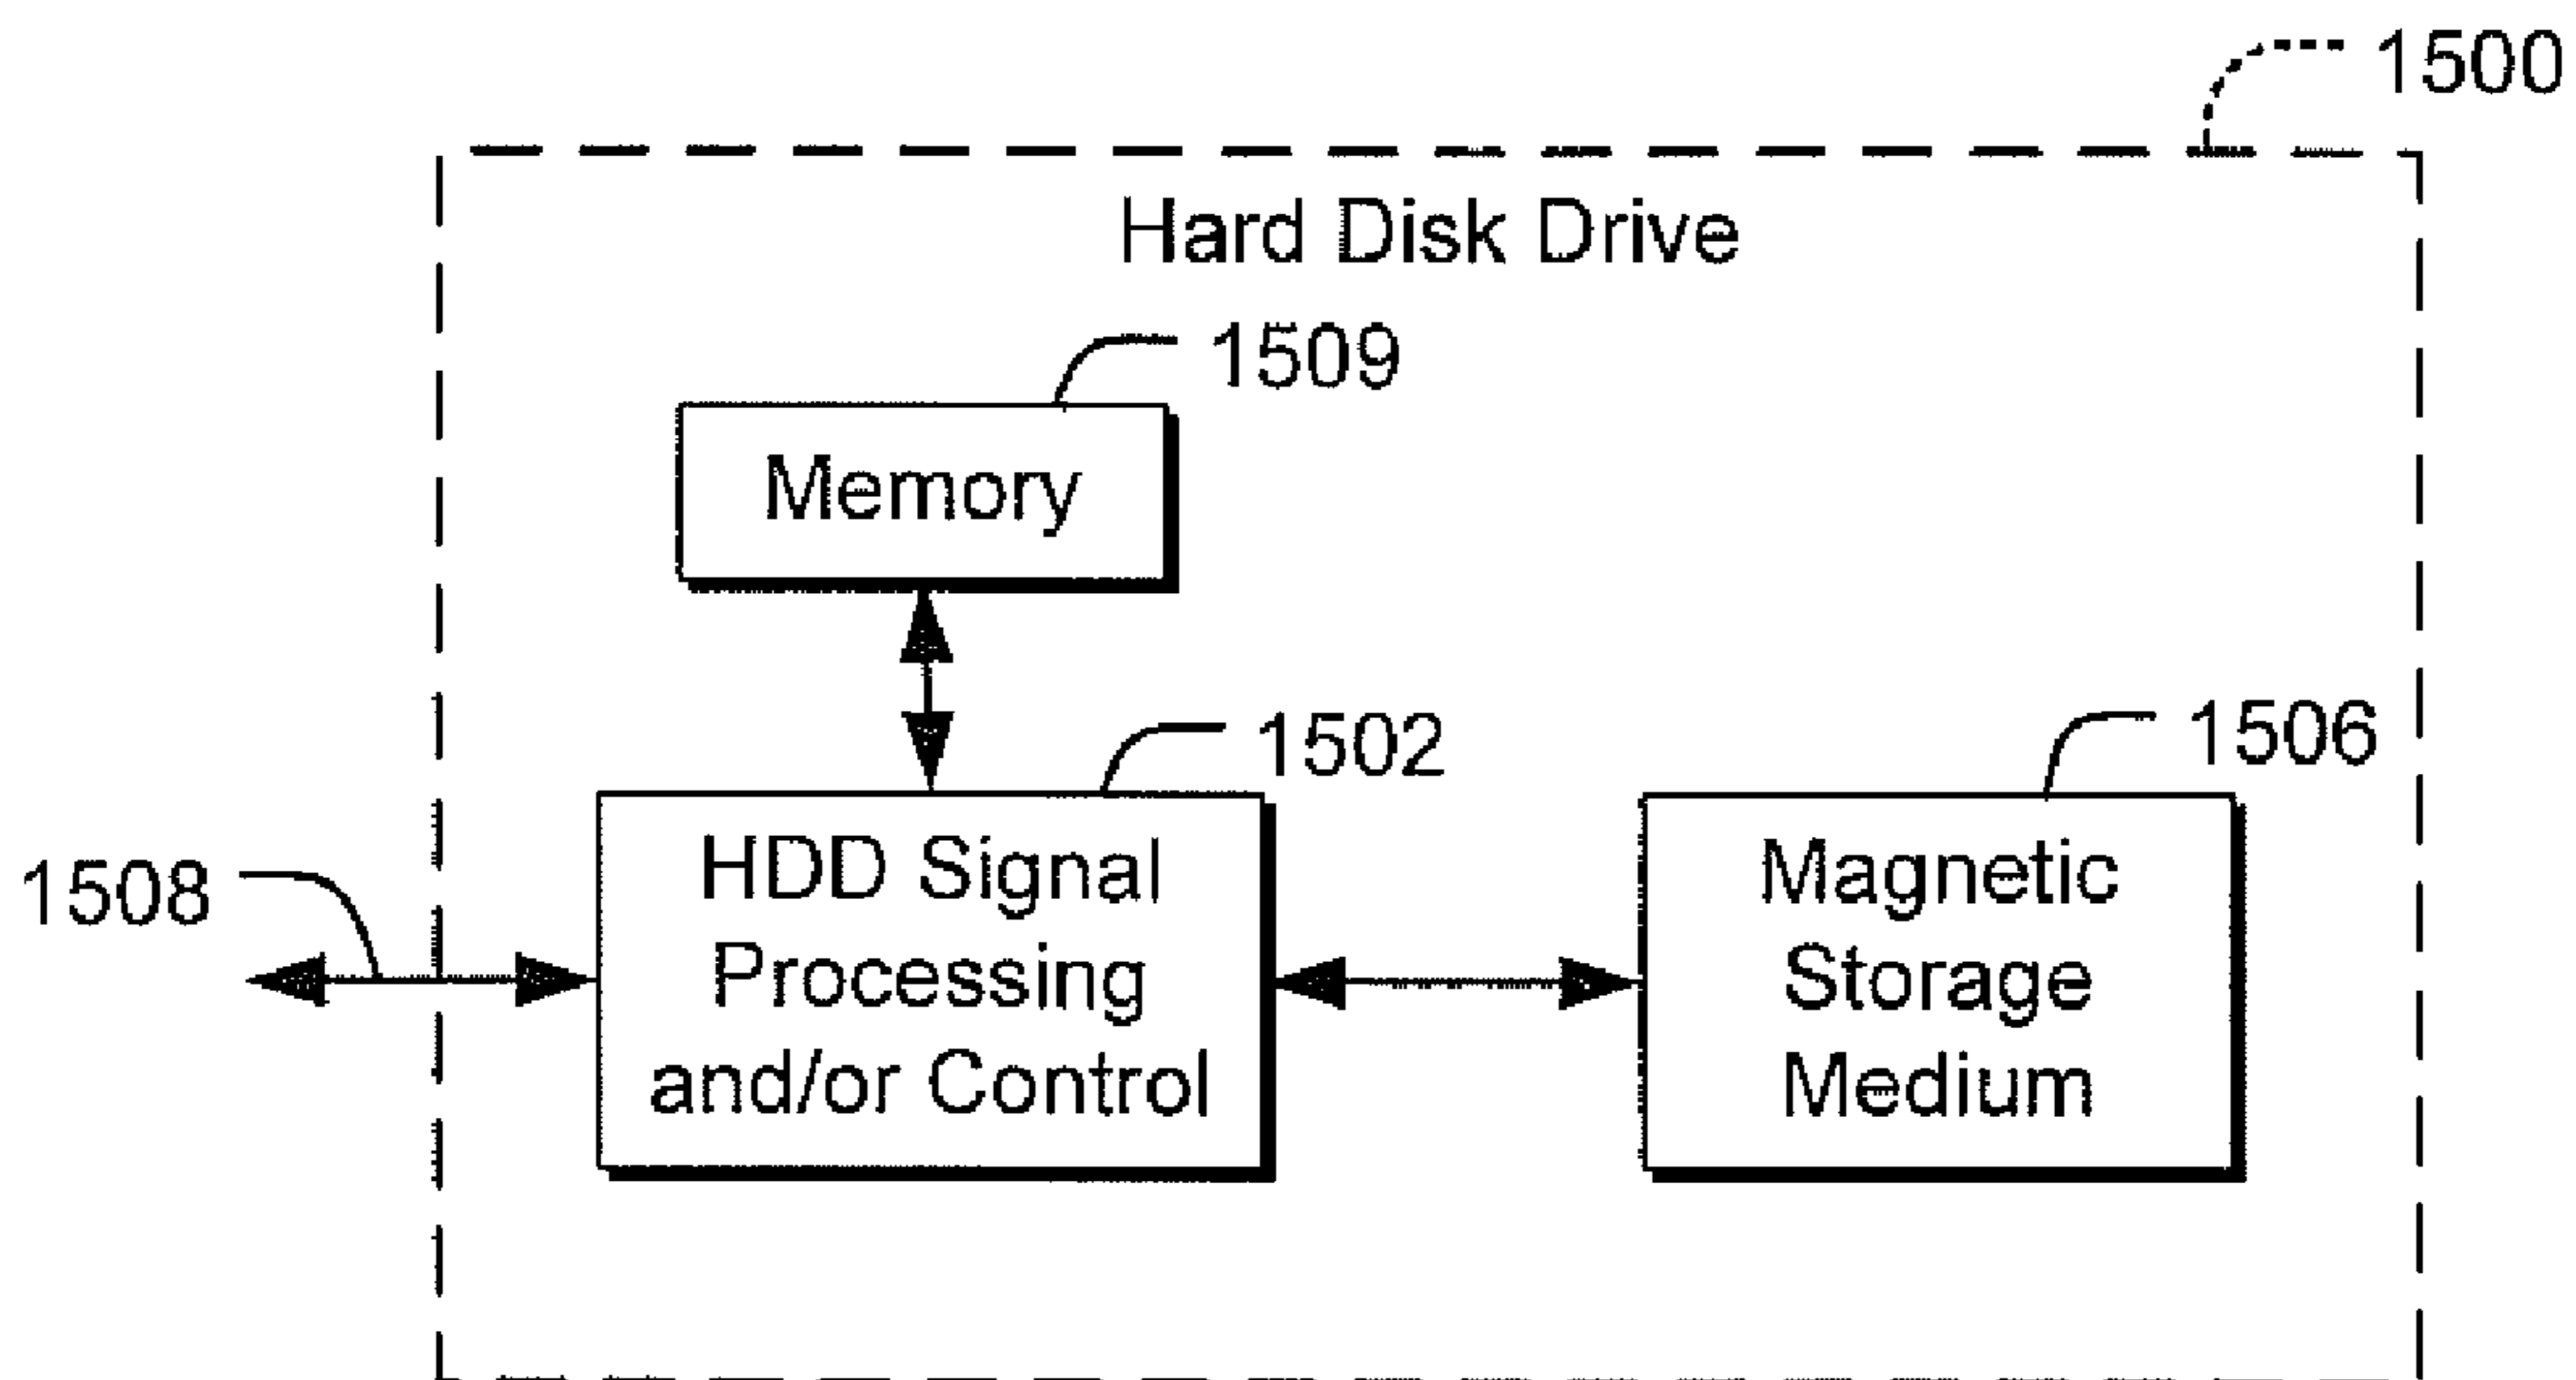 1500
Hard Disk Drive
1509
Memory
1502
1506
1508
HDD Signal
Processing
and/or Control
Magnetic
Storage
Medium